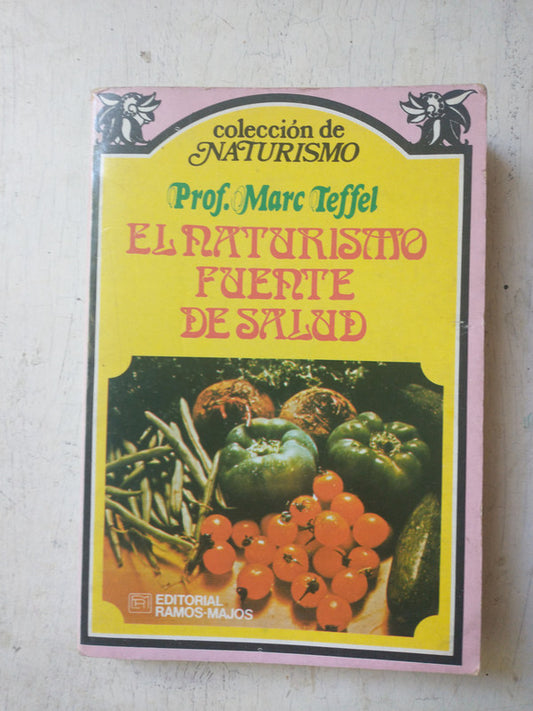 colección de
NATURISMO
Prof. Marc Teffel
EL NATURISMO
FUENTE
DE SALUD
EDITORIAL
RAMOS-MAJOS